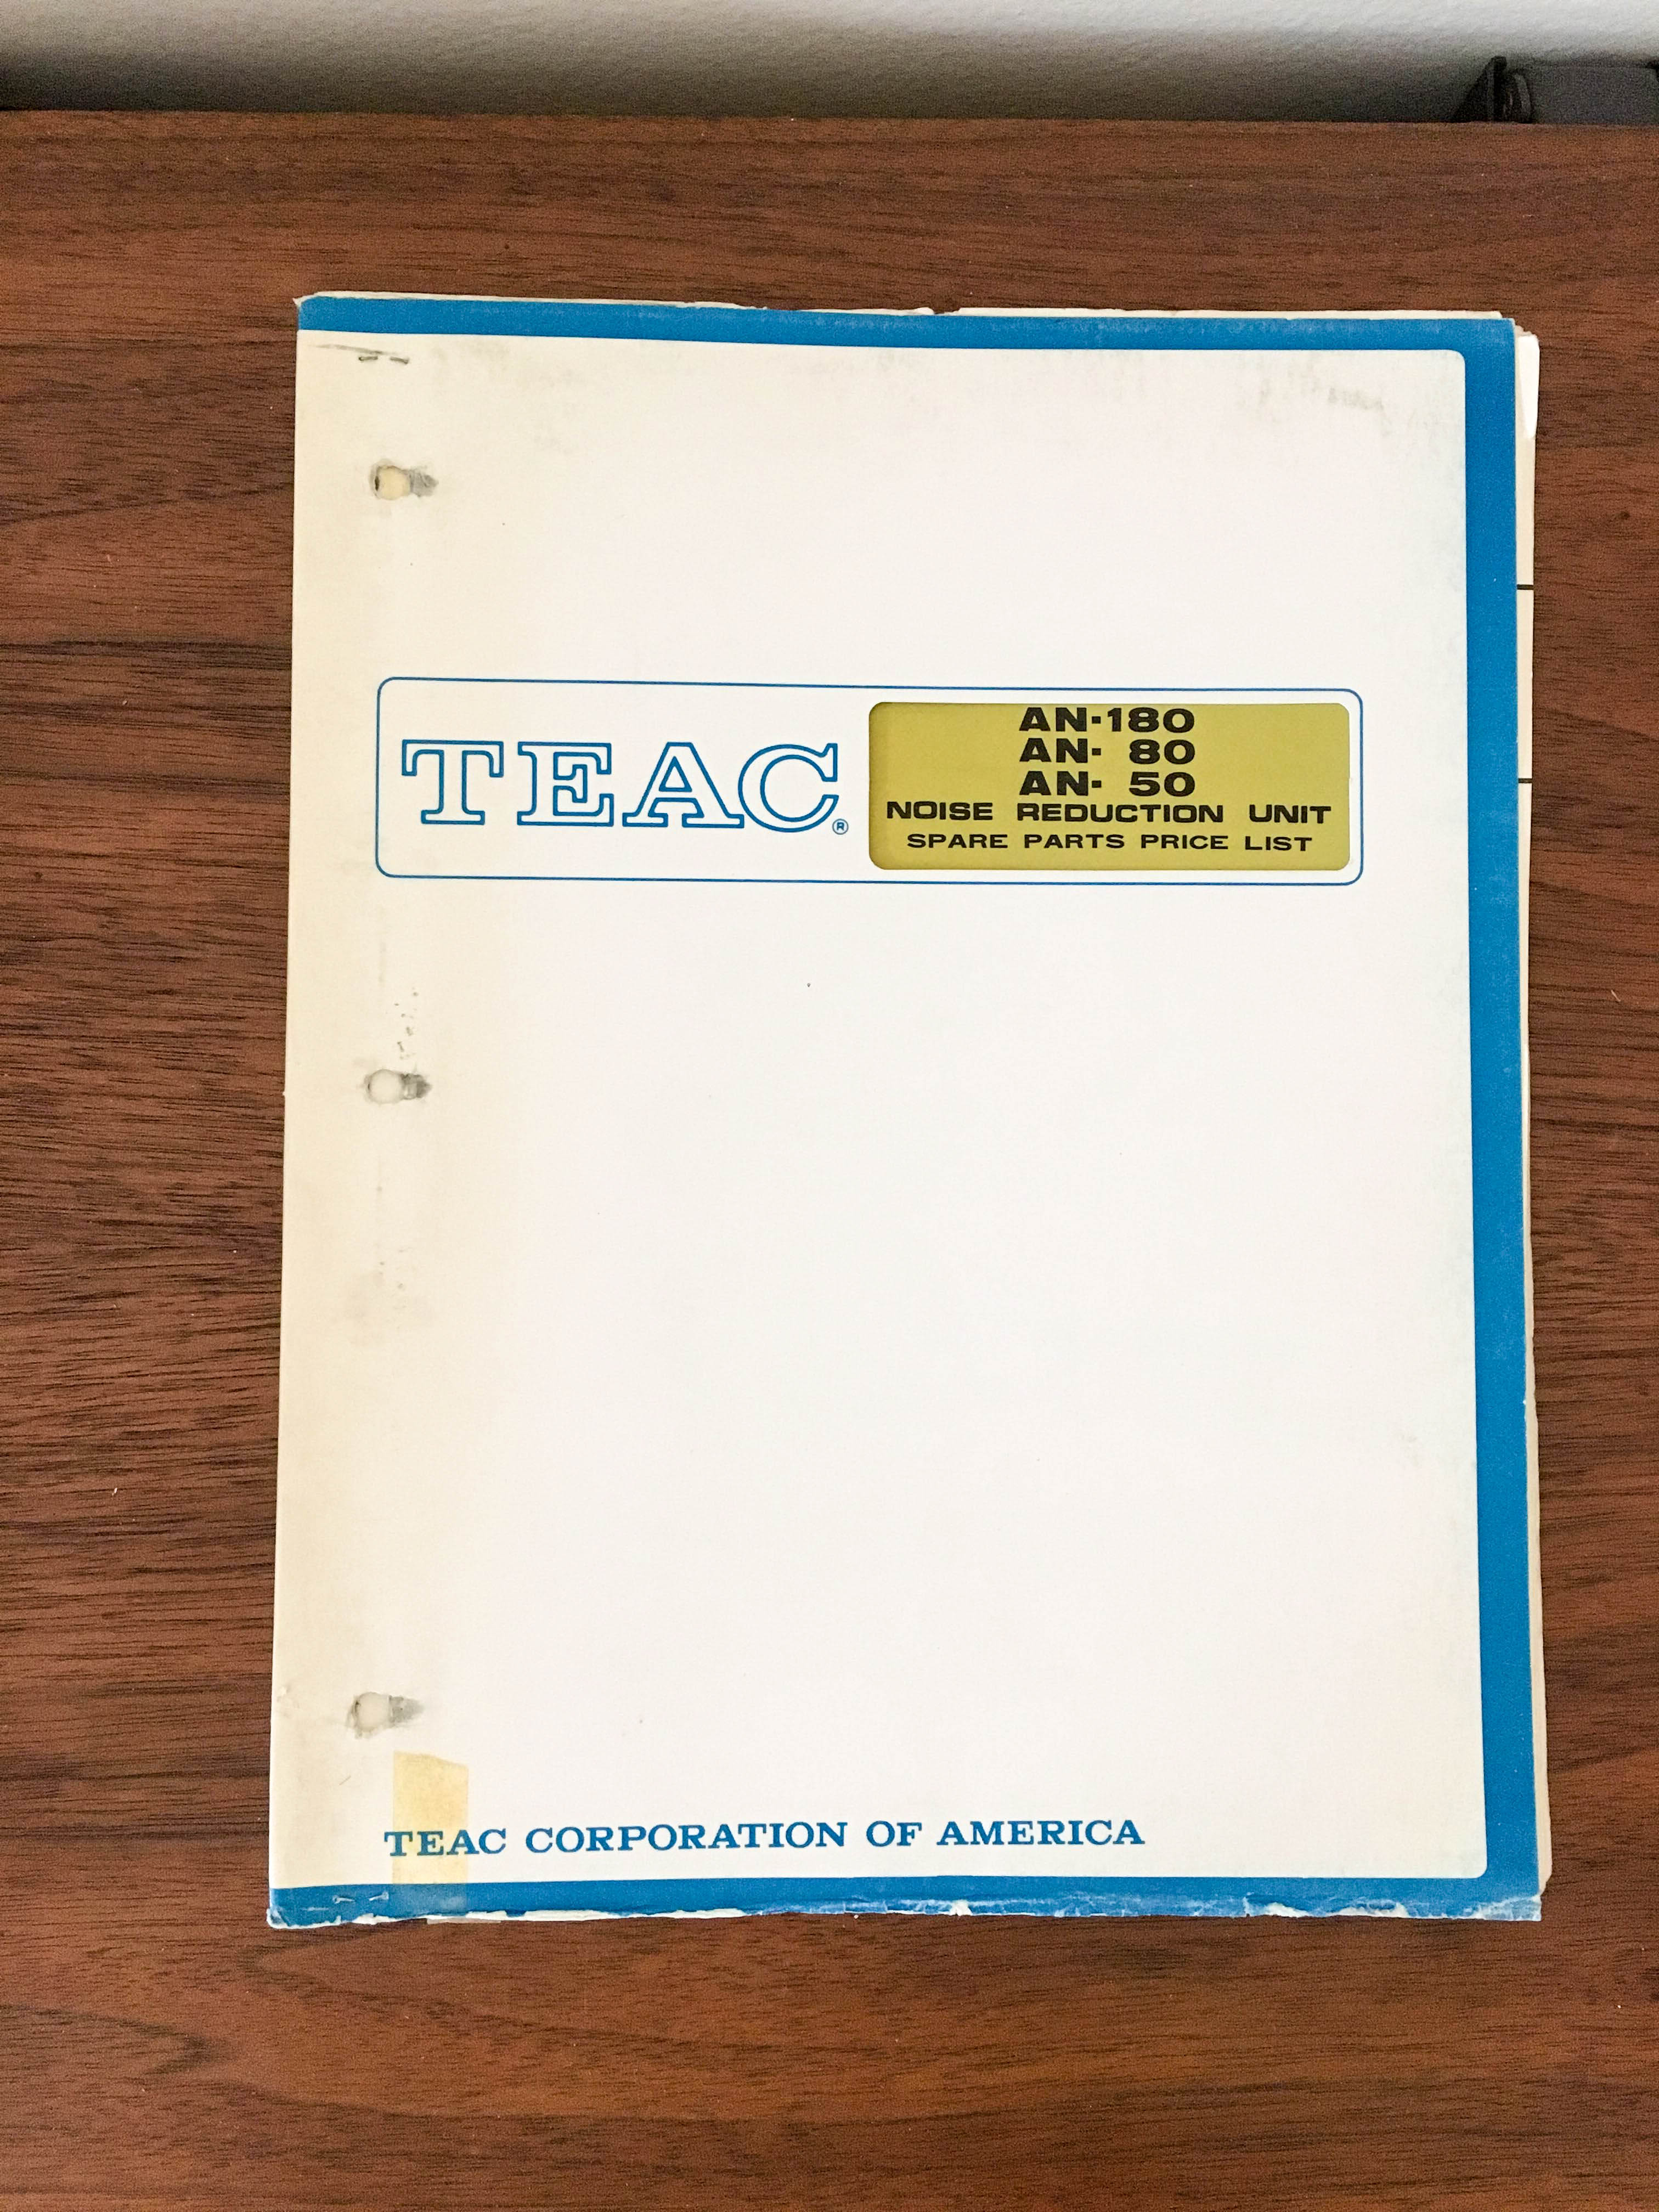 TEAC®
AN-180
AN- 80
AN- 50
NOISE REDUCTION UNIT
SPARE PARTS PRICE LIST
TEAC CORPORATION OF AMERICA